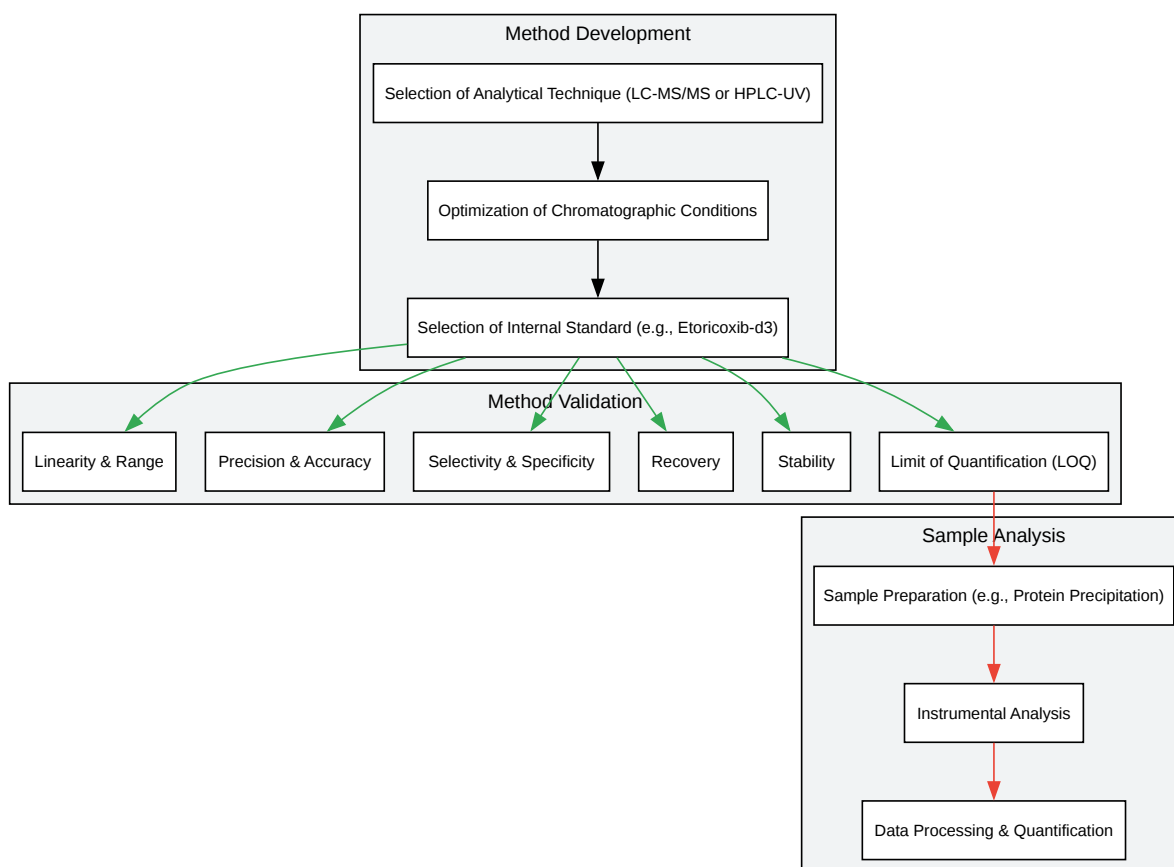 Method Development
Selection of Analytical Technique (LC-MS/MS or HPLC-UV)
Optimization of Chromatographic Conditions
Selection of Internal Standard (e.g., Etoricoxib-d3)
Method Validation
Linearity & Range
Precision & Accuracy
Selectivity & Specificity
Recovery
Stability
Limit of Quantification (LOQ)
Sample Analysis
Sample Preparation (e.g., Protein Precipitation)
Instrumental Analysis
Data Processing & Quantification